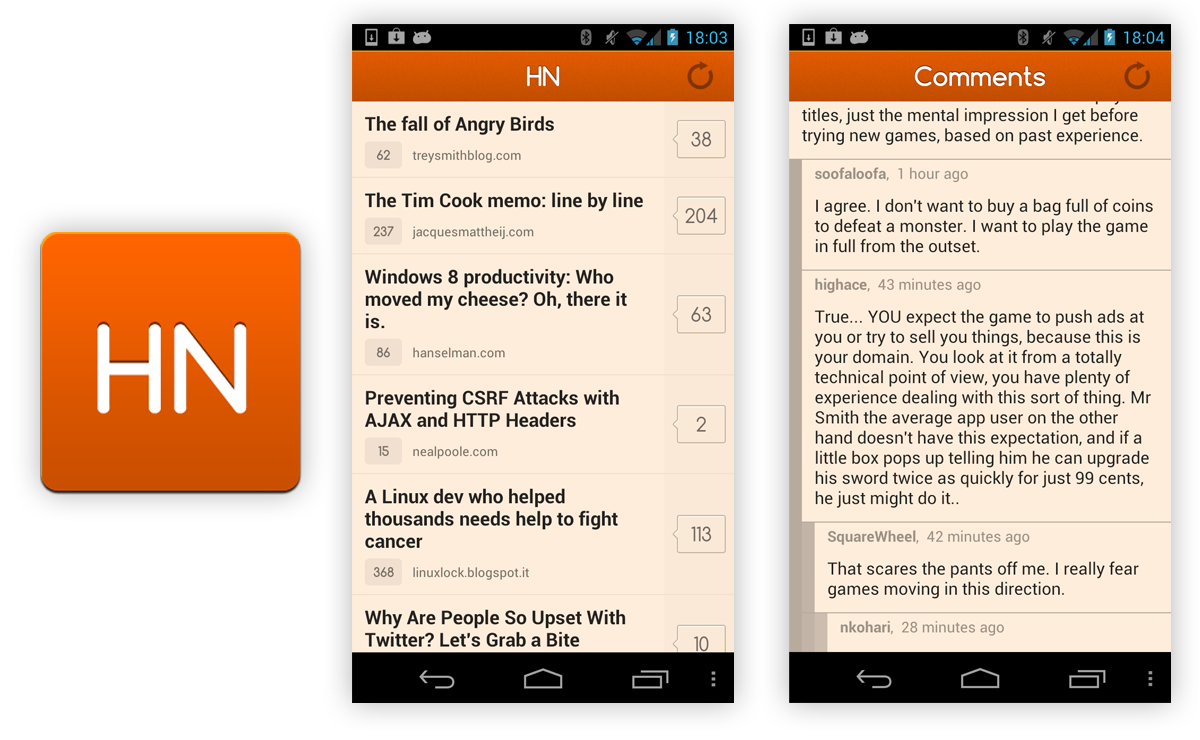 HN
18:03
HN
The fall of Angry Birds
38
62 treysmithblog.com
The Tim Cook memo: line by line
204
237 jacquesmattheij.com
Windows 8 productivity: Who
moved my cheese? Oh, there it
is.
63
86 hanselman.com
Preventing CSRF Attacks with
AJAX and HTTP Headers
2
15 nealpoole.com
A Linux dev who helped
thousands needs help to fight
cancer
113
368 linuxlock.blogspot.it
Why Are People So Upset With
Twitter? Let's Grab a Bite
10
18:04
Comments
titles, just the mental impression I get before
trying new games, based on past experience.
soofaloofa, 1 hour ago
I agree. I don't want to buy a bag full of coins
to defeat a monster. I want to play the game
in full from the outset.
highace, 43 minutes ago
True... YOU expect the game to push ads at
you or try to sell you things, because this is
your domain. You look at it from a totally
technical point of view, you have plenty of
experience dealing with this sort of thing. Mr
Smith the average app user on the other
hand doesn't have this expectation, and if a
little box pops up telling him he can upgrade
his sword twice as quickly for just 99 cents,
he just might do it..
SquareWheel, 42 minutes ago
That scares the pants off me. I really fear
games moving in this direction.
nkohari, 28 minutes ago